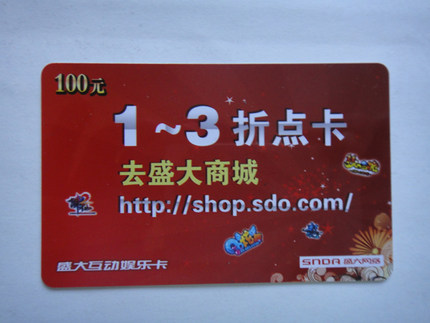 100元
1~3折点卡
去盛大商城
http://shop.sdo.com/
盛大互动娱乐卡
SNDA 盛大网络